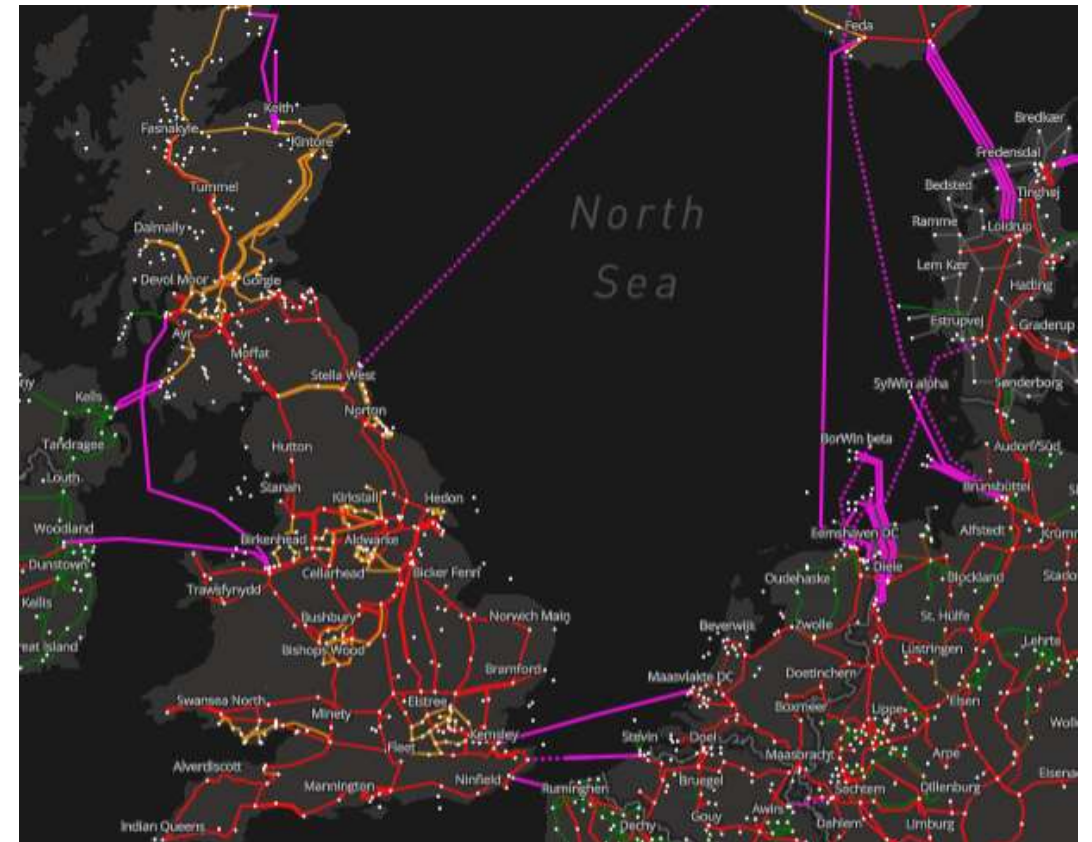 Feda
Keith
Bredkær
Fasnakyle
Kintore
Fredensdal
Tummel
Bedsted
Tinghøj
North
Dalmally
Ramme
Loldrup
Lem Kær
Devol Moor
Gorgie
Sea
Hatting
Ayr
Estrupvej
Graderup
Moffat
Stella West
SylWin alpha
Sønderborg
Kells
Norton
Tandragee
Hutton
BorWin beta
Audorf/Süd
Louth
Stanah
Kirkstall
Hedon
Brunsbüttel
Woodland
Birkenhead
Aldwarke
Eemshaven DC
Alfstedt
Dunstown
Cellarhead
Bicker Fenn
Diele
Oudehaske
Blockland
Trawsfynydd
Kellis
Bushbury
Norwich Main
Beverwijk
Zwolle
St. Hülfe
Bishops Wood
Lüstringen
Lehrte
Bramford
Maasvlakte DC
Doetinchem
Swansea North
Elstree
Boxmeer
Lippe
Elsen
Minety
Kemsley
Stevin
Doel
Fleet
Maasbracht
Arpe
Alverdiscott
Mannington
Ninfield
Bruegel
Ruminghen
Sechtem
Dillenburg
Indian Queens
Dechy
Gouy
Awirs
Dahlem
Limburg